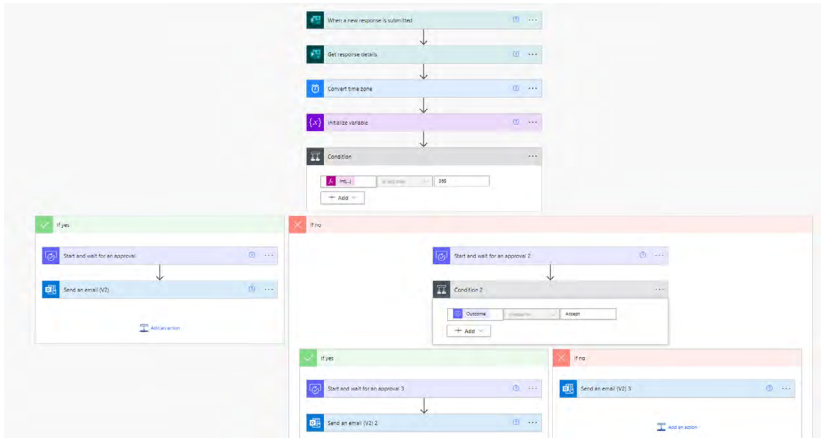 When a new response is submitted
Get response details
Convert time zone
Initialize variable
Condition
365
Add
If yes
If no
Start and wait for an approval
Send an email (V2)
Add an action
Start and wait for an approval 2
Condition 2
Outcome
Accept
Add
If yes
If no
Start and wait for an approval 3
Send an email (V2) 2
Send an email (V2) 3
Add an action